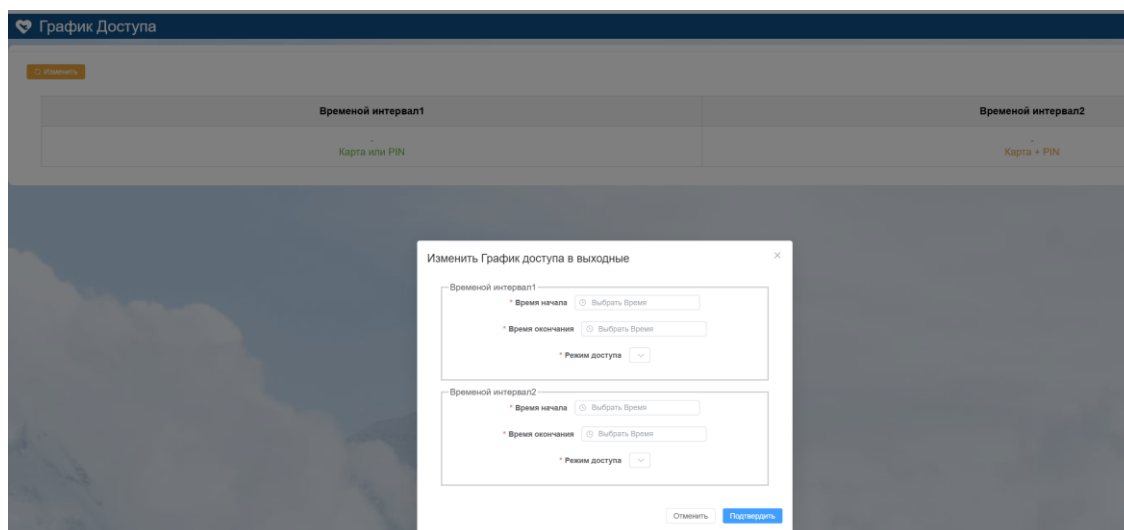 График Доступа
Изменить
Временой интервал1
Временой интервал2
-
-
Карта или PIN
Карта + PIN
Изменить График доступа в выходные
Временой интервал1
* Время начала Выбрать Время
* Время окончания Выбрать Время
* Режим доступа
Временой интервал2
* Время начала Выбрать Время
* Время окончания Выбрать Время
* Режим доступа
Отменить Подтвердить